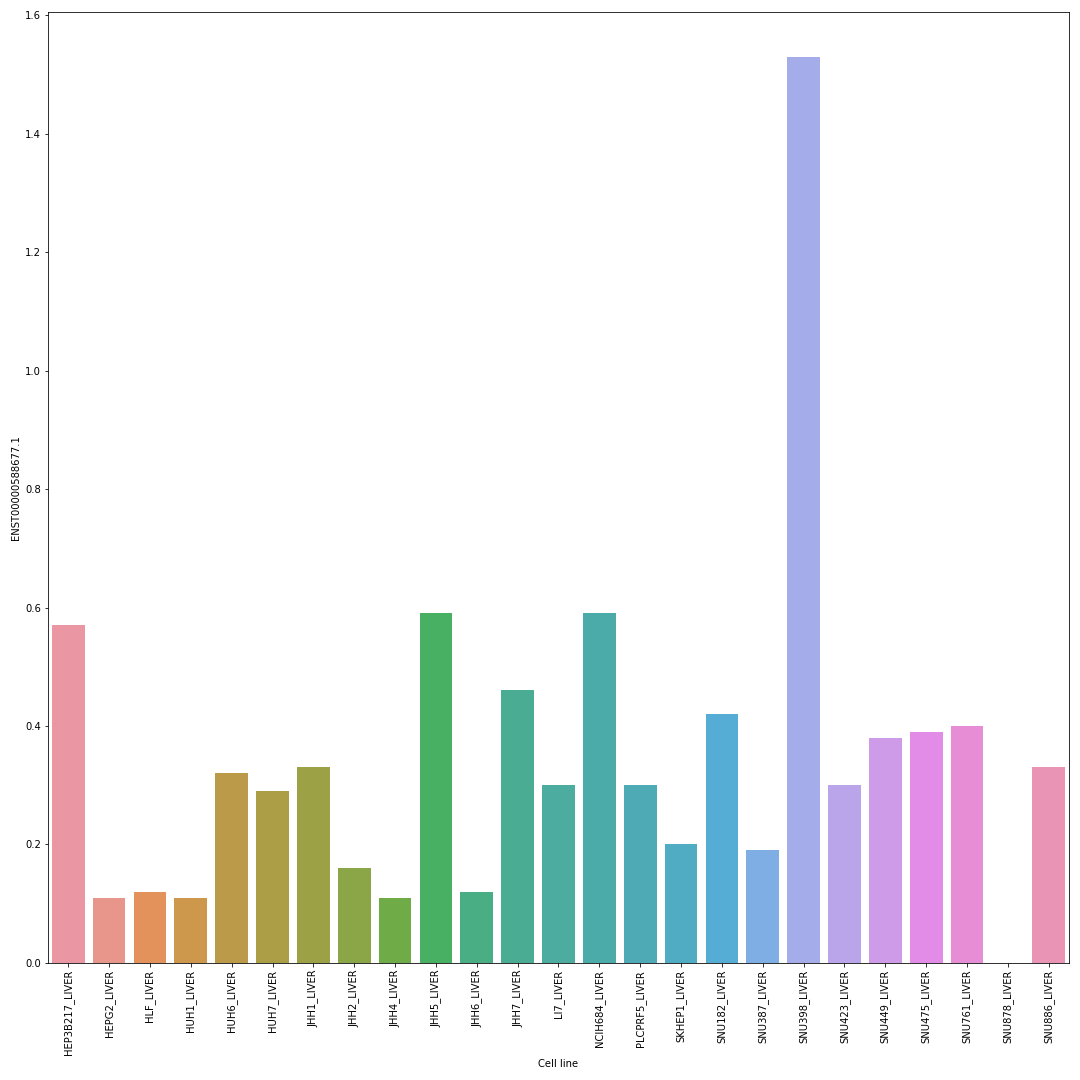 1.6
1.4
1.2
1.0
0.8
0.6
0.4
0.2
0.0
ENST00000588677.1
HEP3B217_LIVER
HEPG2_LIVER
HLF_LIVER
HUH1_LIVER
HUH6_LIVER
HUH7_LIVER
JHH1_LIVER
JHH2_LIVER
JHH4_LIVER
JHH5_LIVER
JHH6_LIVER
JHH7_LIVER
LI7_LIVER
NCIH684_LIVER
PLCPRF5_LIVER
SKHEP1_LIVER
SNU182_LIVER
SNU387_LIVER
SNU398_LIVER
SNU423_LIVER
SNU449_LIVER
SNU475_LIVER
SNU761_LIVER
SNU878_LIVER
SNU886_LIVER
Cell line